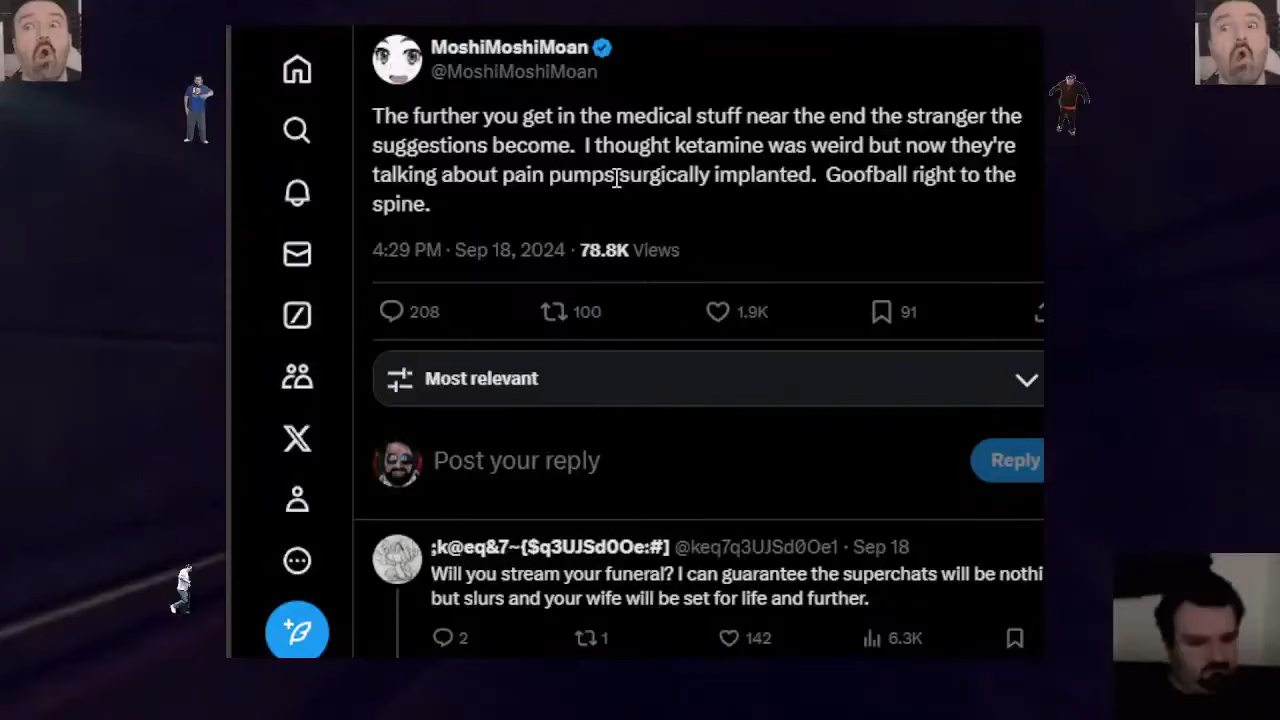 MoshiMoshiMoan
@MoshiMoshiMoan
The further you get in the medical stuff near the end the stranger the
suggestions become. I thought ketamine was weird but now they're
talking about pain pumps surgically implanted. Goofball right to the
spine.
4:29 PM · Sep 18, 2024 · 78.8K Views
208 100 1.9K 91
Most relevant
Post your reply Reply
;k@eq&7~{$q3UJSd0Oe:#] @keq7q3UJSd0Oe1 · Sep 18
Will you stream your funeral? I can guarantee the superchats will be nothi
but slurs and your wife will be set for life and further.
2 1 142 6.3K